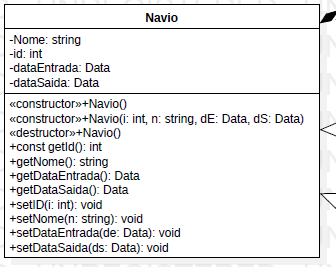 Navio
-Nome: string
-id: int
-dataEntrada: Data
-dataSaida: Data
«constructor»+Navio()
«constructor»+Navio(i: int, n: string, dE: Data, dS: Data)
«destructor»+Navio()
+const getId(): int
+getNome(): string
+getDataEntrada(): Data
+getDataSaida(): Data
+setID(i: int): void
+setNome(n: string): void
+setDataEntrada(de: Data): void
+setDataSaida(ds: Data): void